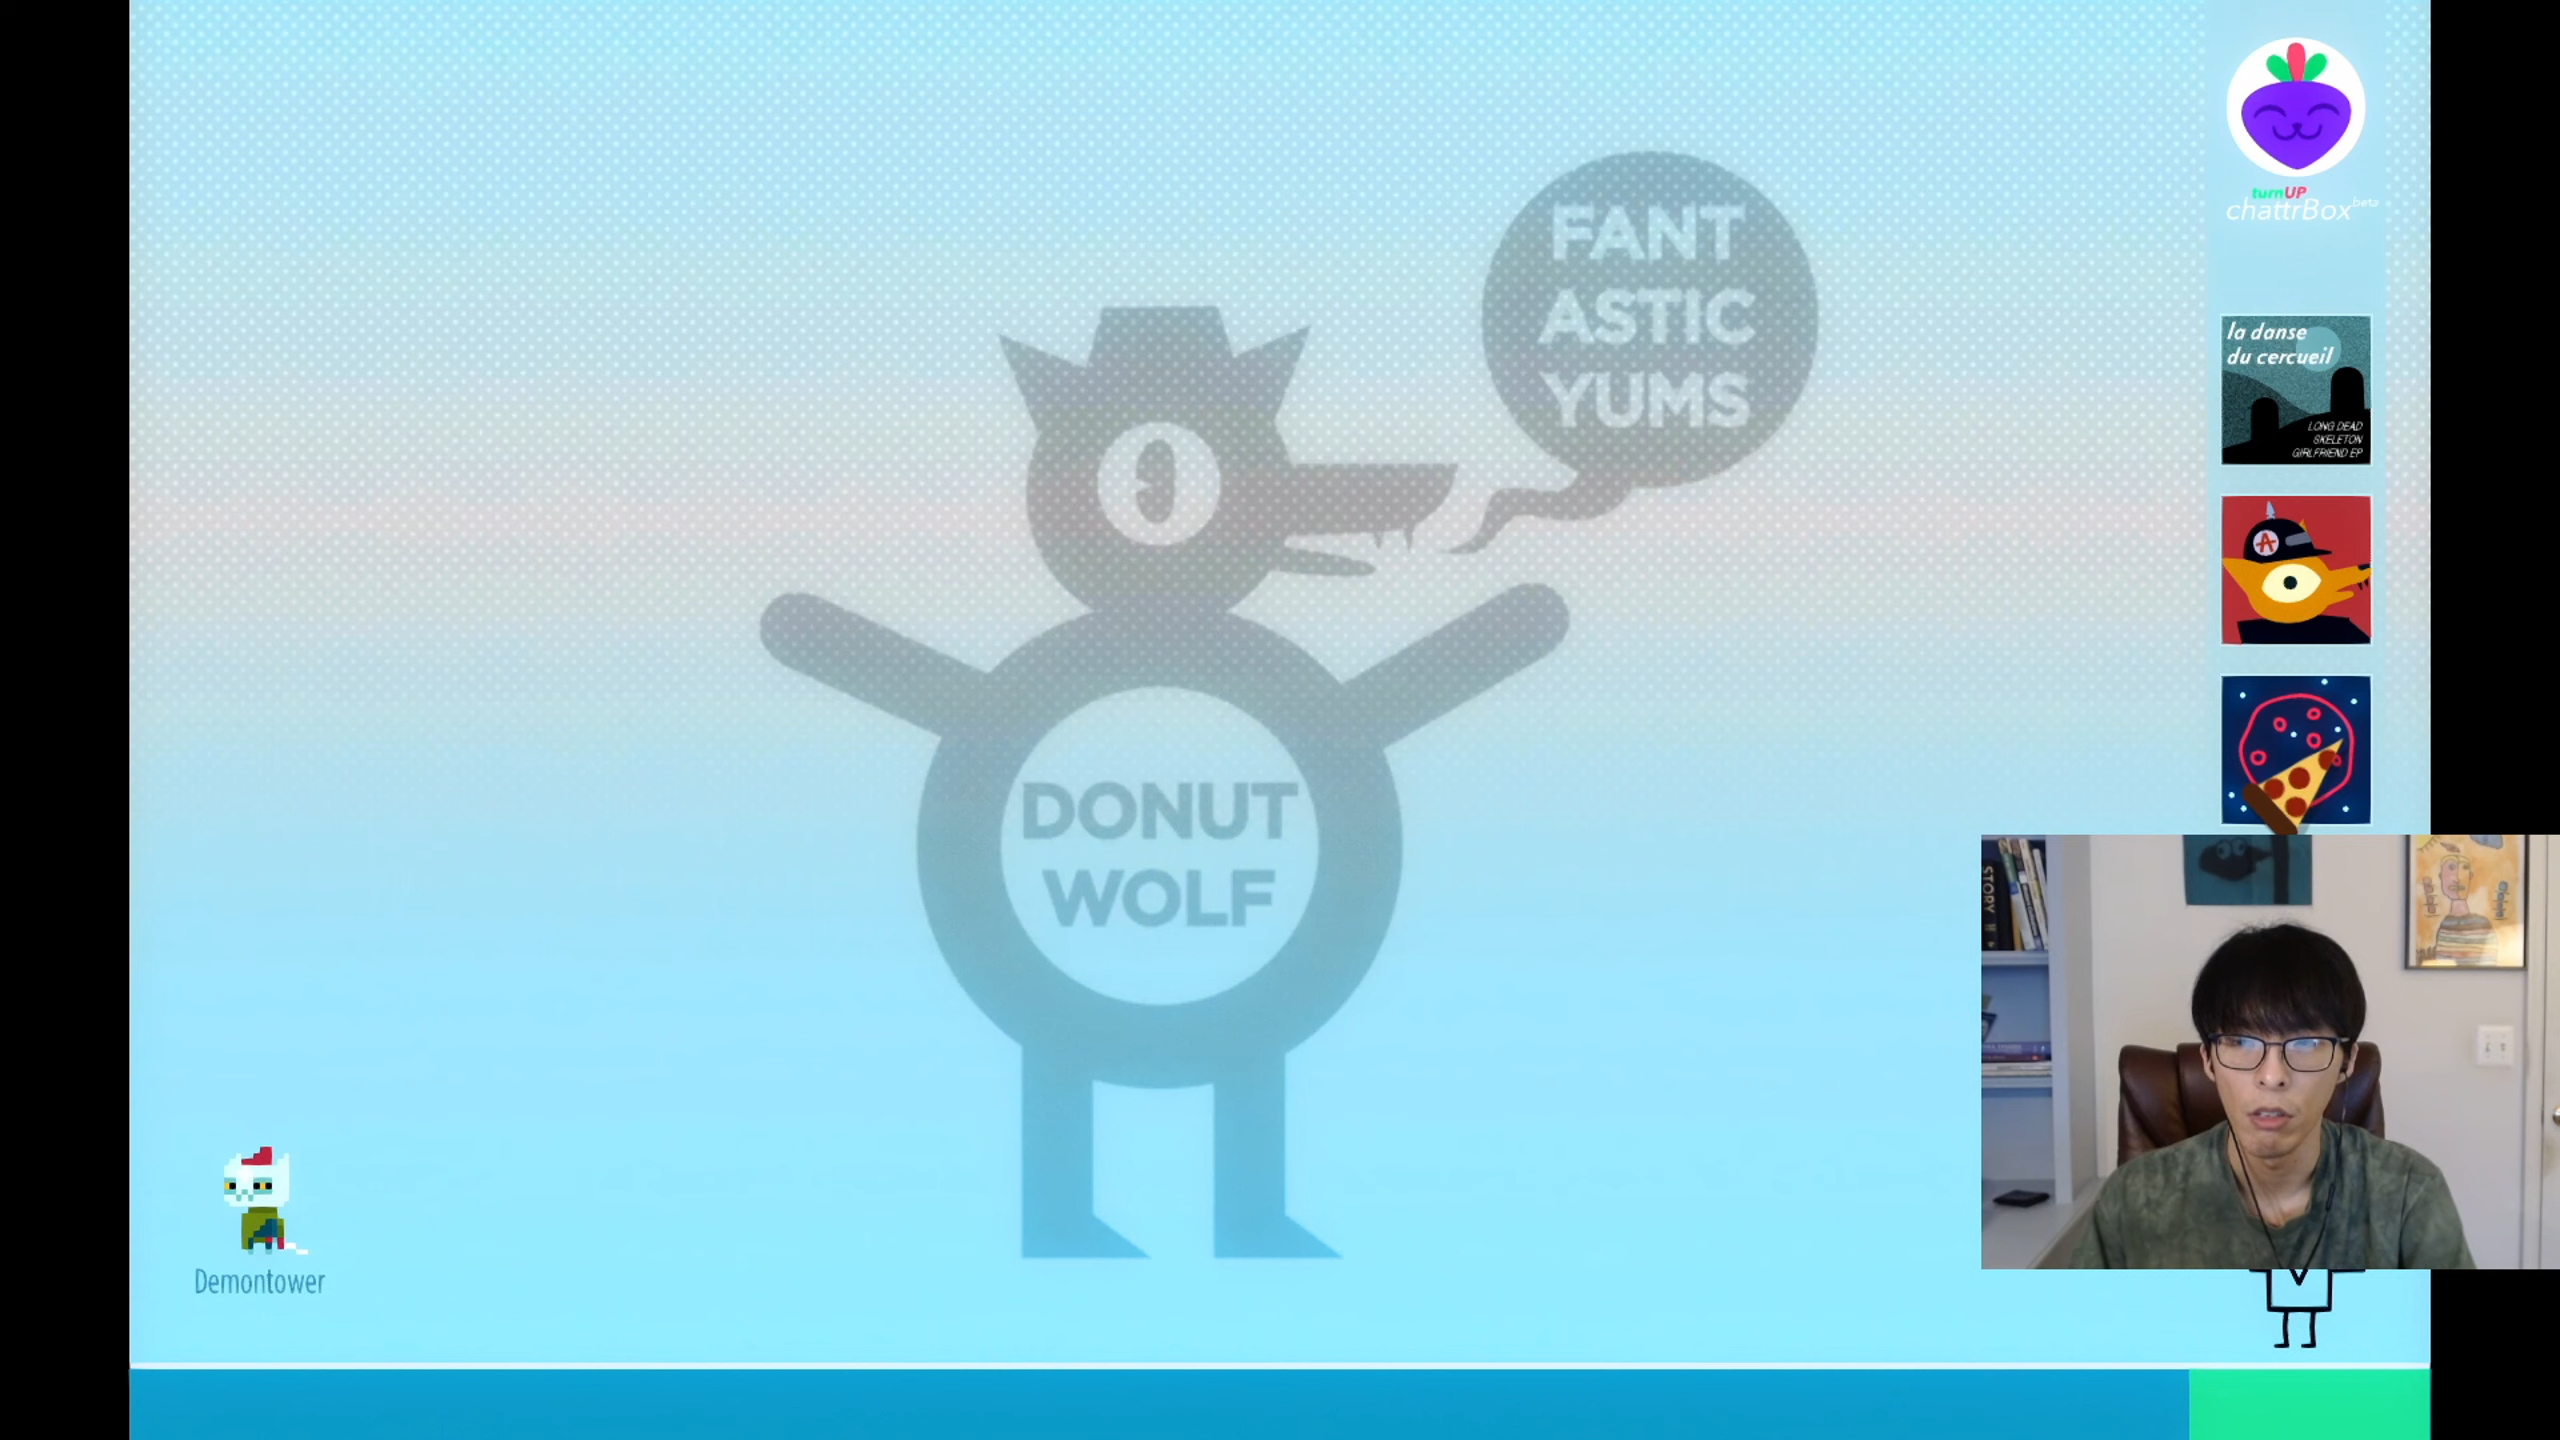 turnUP
chattrBox beta
FANT
ASTIC
YUMS
la danse
du cercueil
LONG DEAD
SKELETON
GIRLFRIEND EP
A
DONUT
WOLF
STORY
Demontower